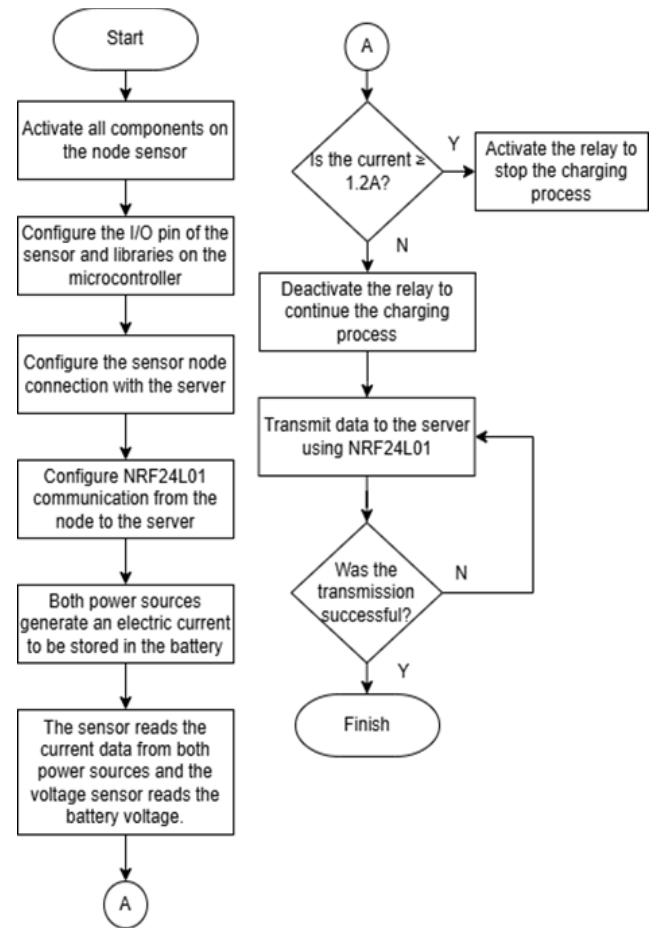 Start
Activate all components on
the node sensor
Configure the I/O pin of the
sensor and libraries on the
microcontroller
Configure the sensor node
connection with the server
Configure NRF24L01
communication from the
node to the server
Both power sources
generate an electric current
to be stored in the battery
The sensor reads the
current data from both
power sources and the
voltage sensor reads the
battery voltage.
A
A
Is the current ≥
1.2A?
Y
Activate the relay to
stop the charging
process
N
Deactivate the relay to
continue the charging
process
Transmit data to the server
using NRF24L01
Was the
transmission
successful?
N
Y
Finish